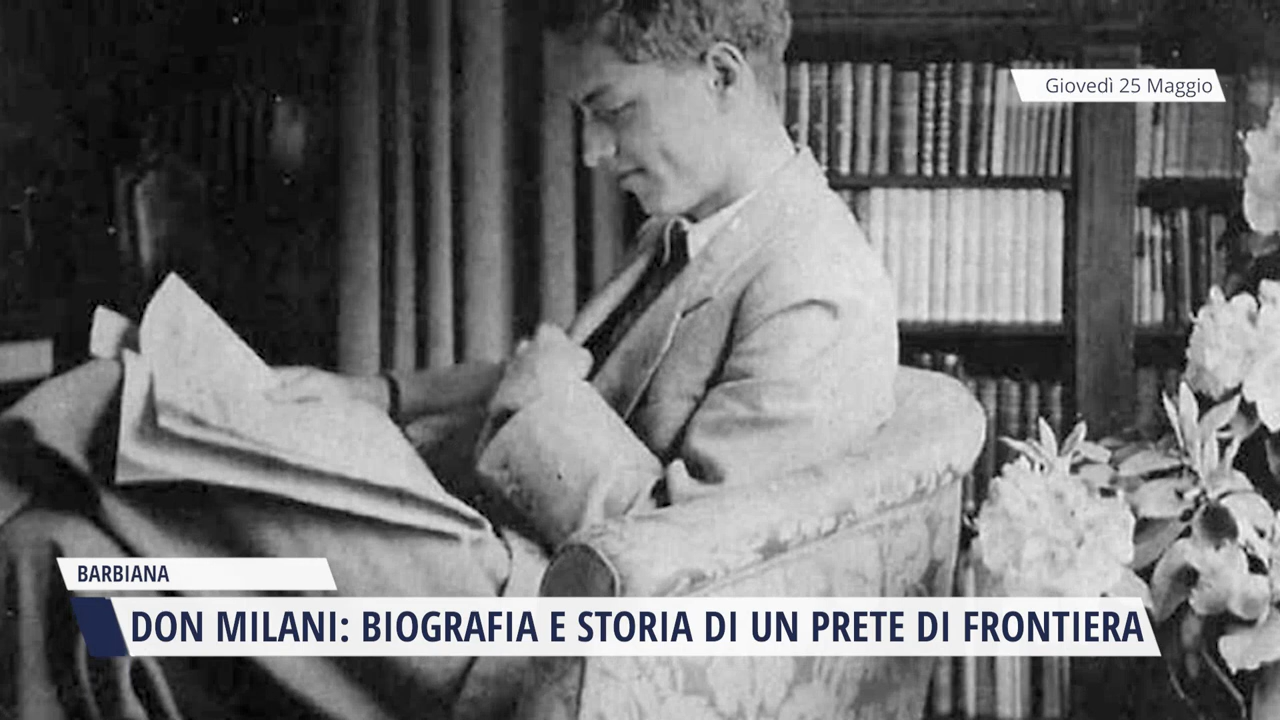 Giovedì 25 Maggio
BARBIANA
DON MILANI: BIOGRAFIA E STORIA DI UN PRETE DI FRONTIERA